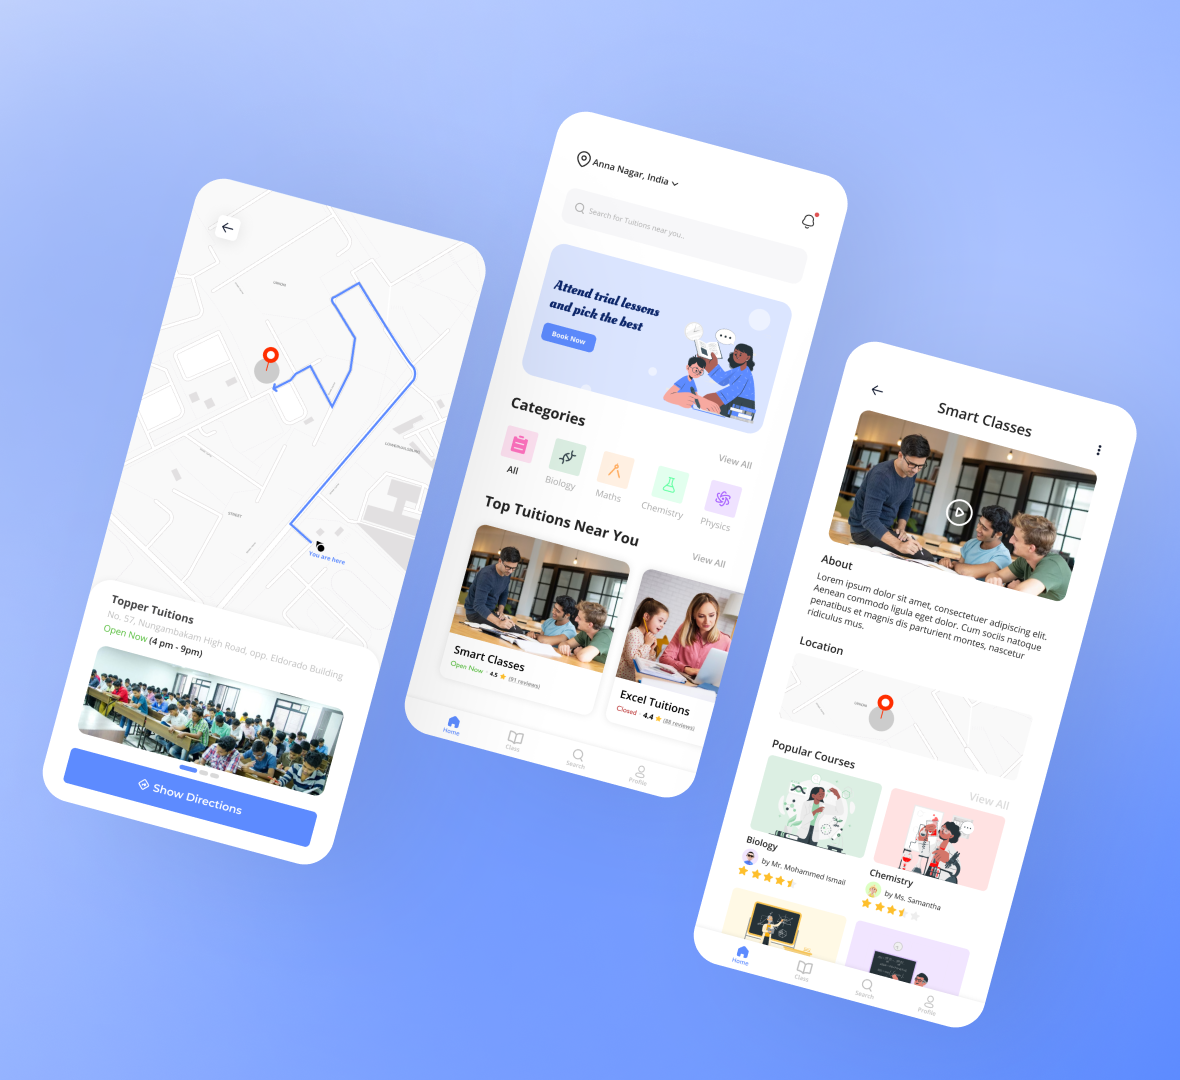 You are here
STREET
Topper Tuitions
No. 57, Nungambakam High Road, opp. Eldorado Building
Open Now (4 pm - 9pm)
Show Directions
Anna Nagar, India
Search for Tuitions near you..
Attend trial lessons
and pick the best
Book Now
Categories
View All
All
Biology
Maths
Chemistry
Physics
Top Tuitions Near You
View All
Smart Classes
Open Now · 4.5 (91 reviews)
Excel Tuitions
Closed · 4.4 (88 reviews)
Home
Class
Search
Profile
Smart Classes
About
Lorem ipsum dolor sit amet, consectetuer adipiscing elit.
Aenean commodo ligula eget dolor. Cum sociis natoque
penatibus et magnis dis parturient montes, nascetur
ridiculus mus.
Location
Popular Courses
View All
Biology
by Mr. Mohammed Ismail
Chemistry
by Ms. Samantha
Home
Class
Search
Profile